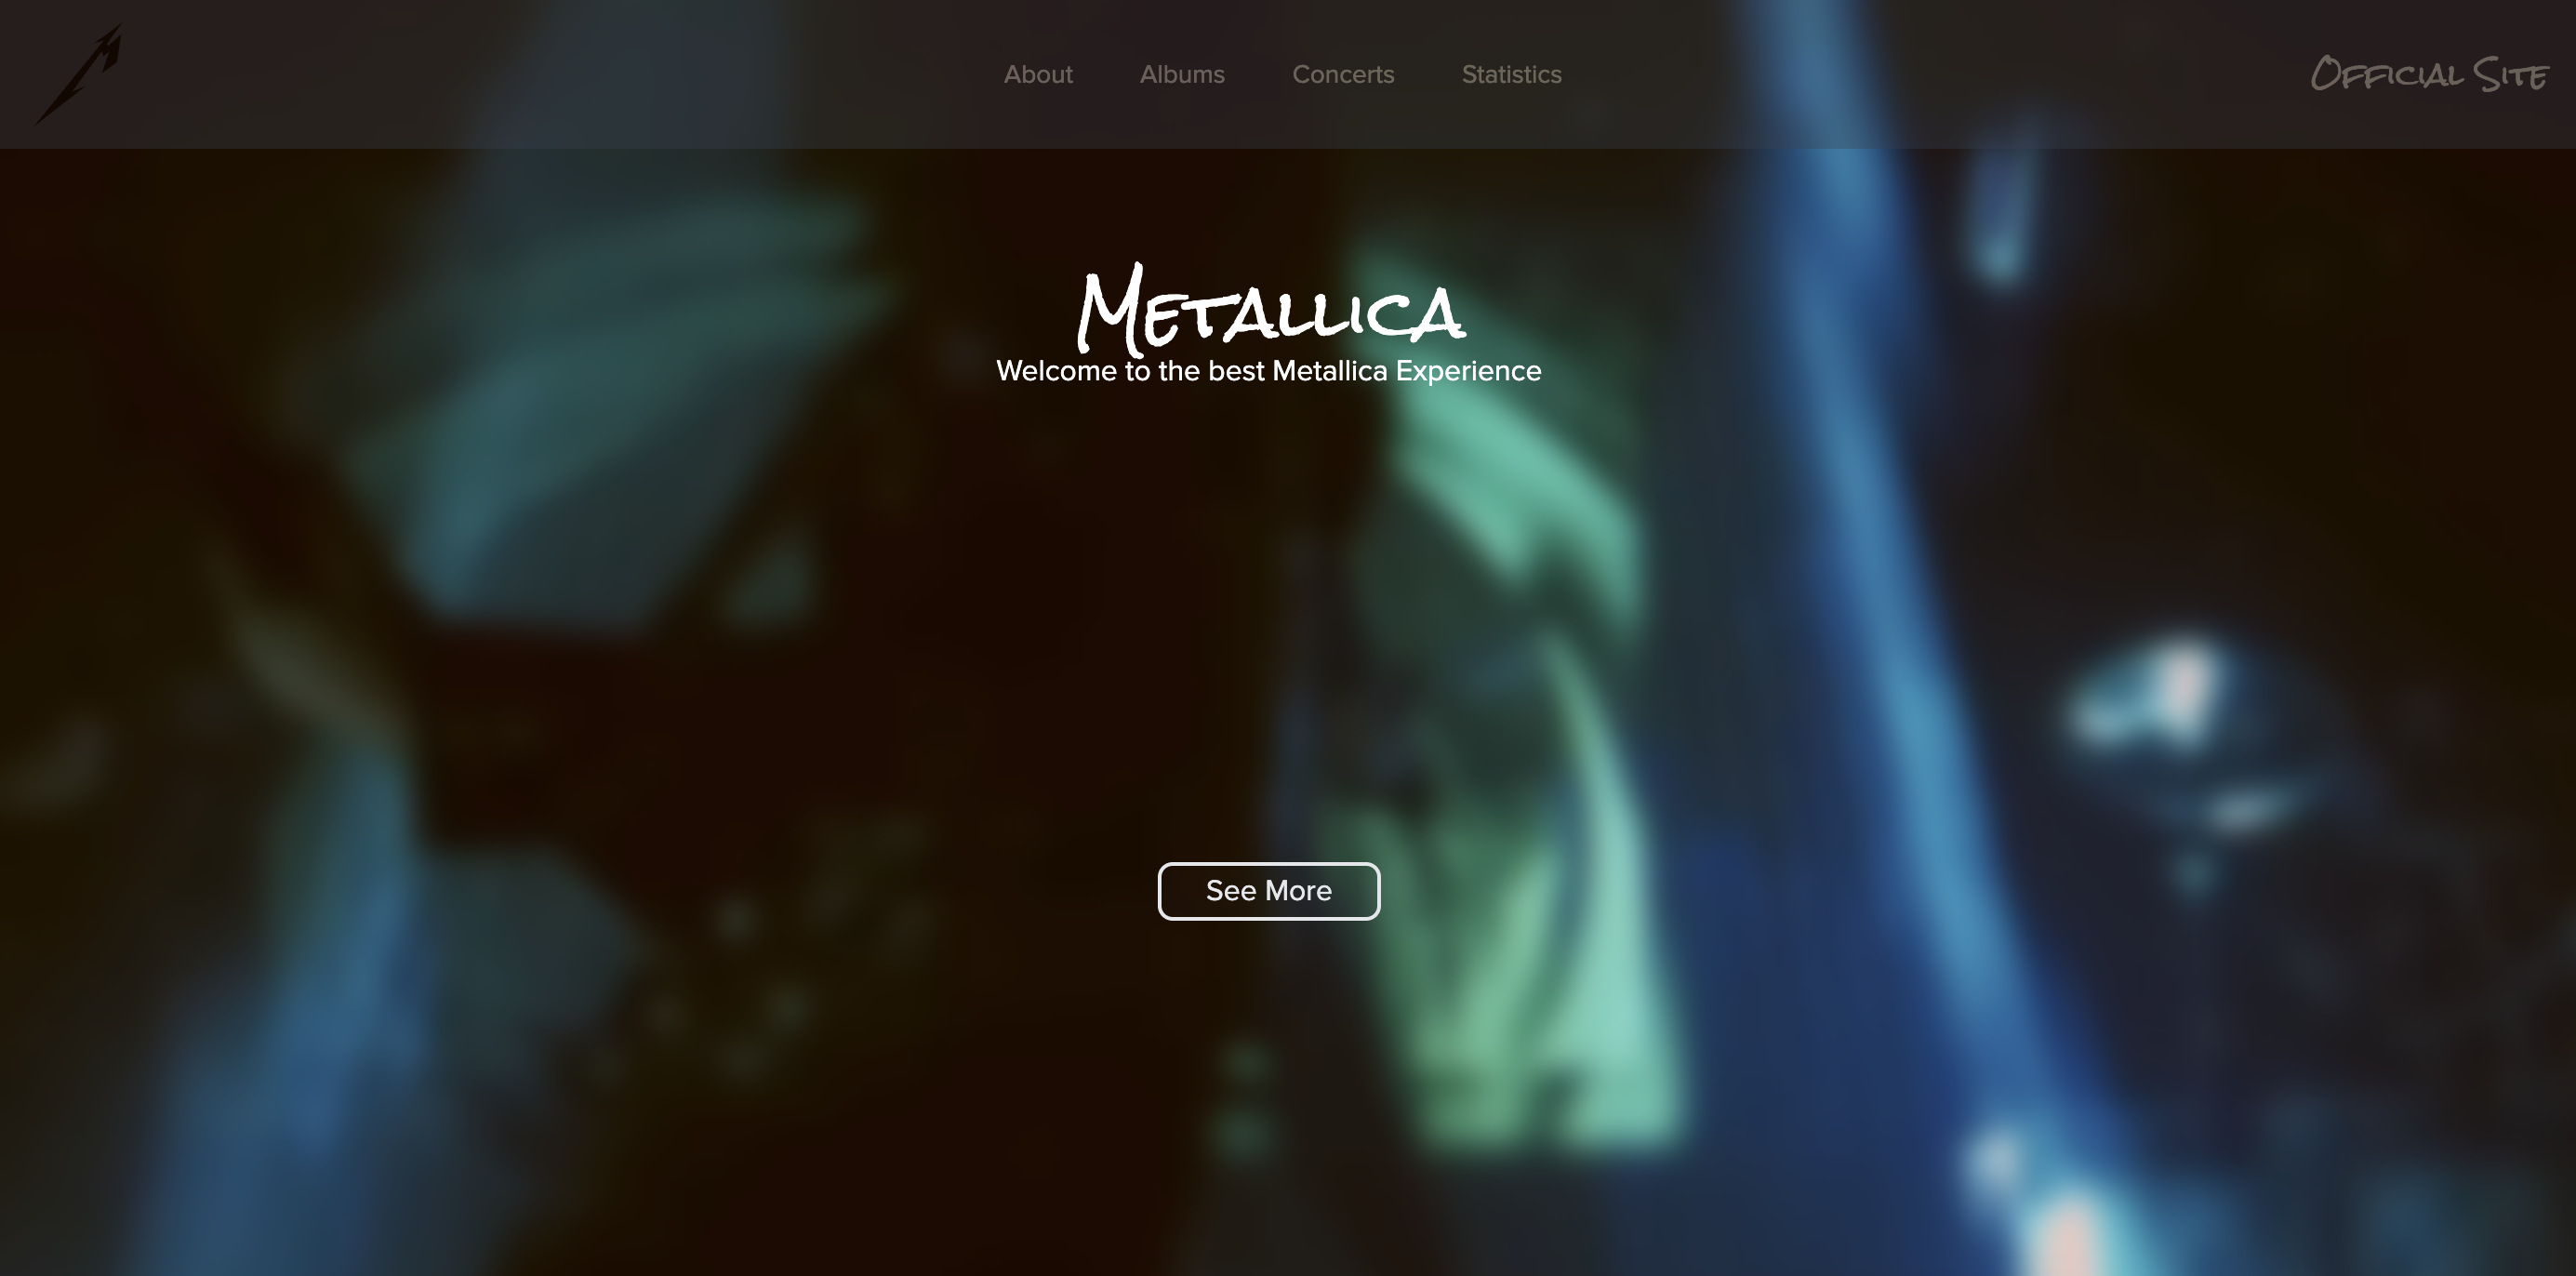 About Albums Concerts Statistics Official Site
Metallica
Welcome to the best Metallica Experience
See More